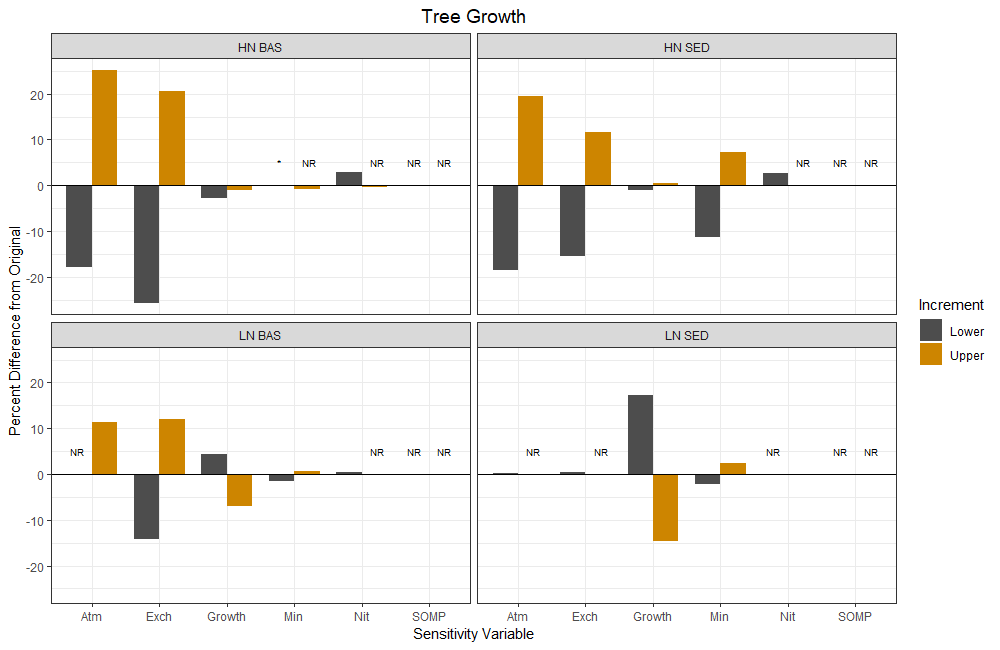 Tree Growth
HN BAS
HN SED
20
10
0
-10
-20
* NR NR NR NR
NR NR NR
LN BAS
LN SED
20
10
0
-10
-20
NR NR NR NR
NR NR NR NR NR
Atm Exch Growth Min Nit SOMP
Atm Exch Growth Min Nit SOMP
Sensitivity Variable
Percent Difference from Original
Increment
Lower
Upper